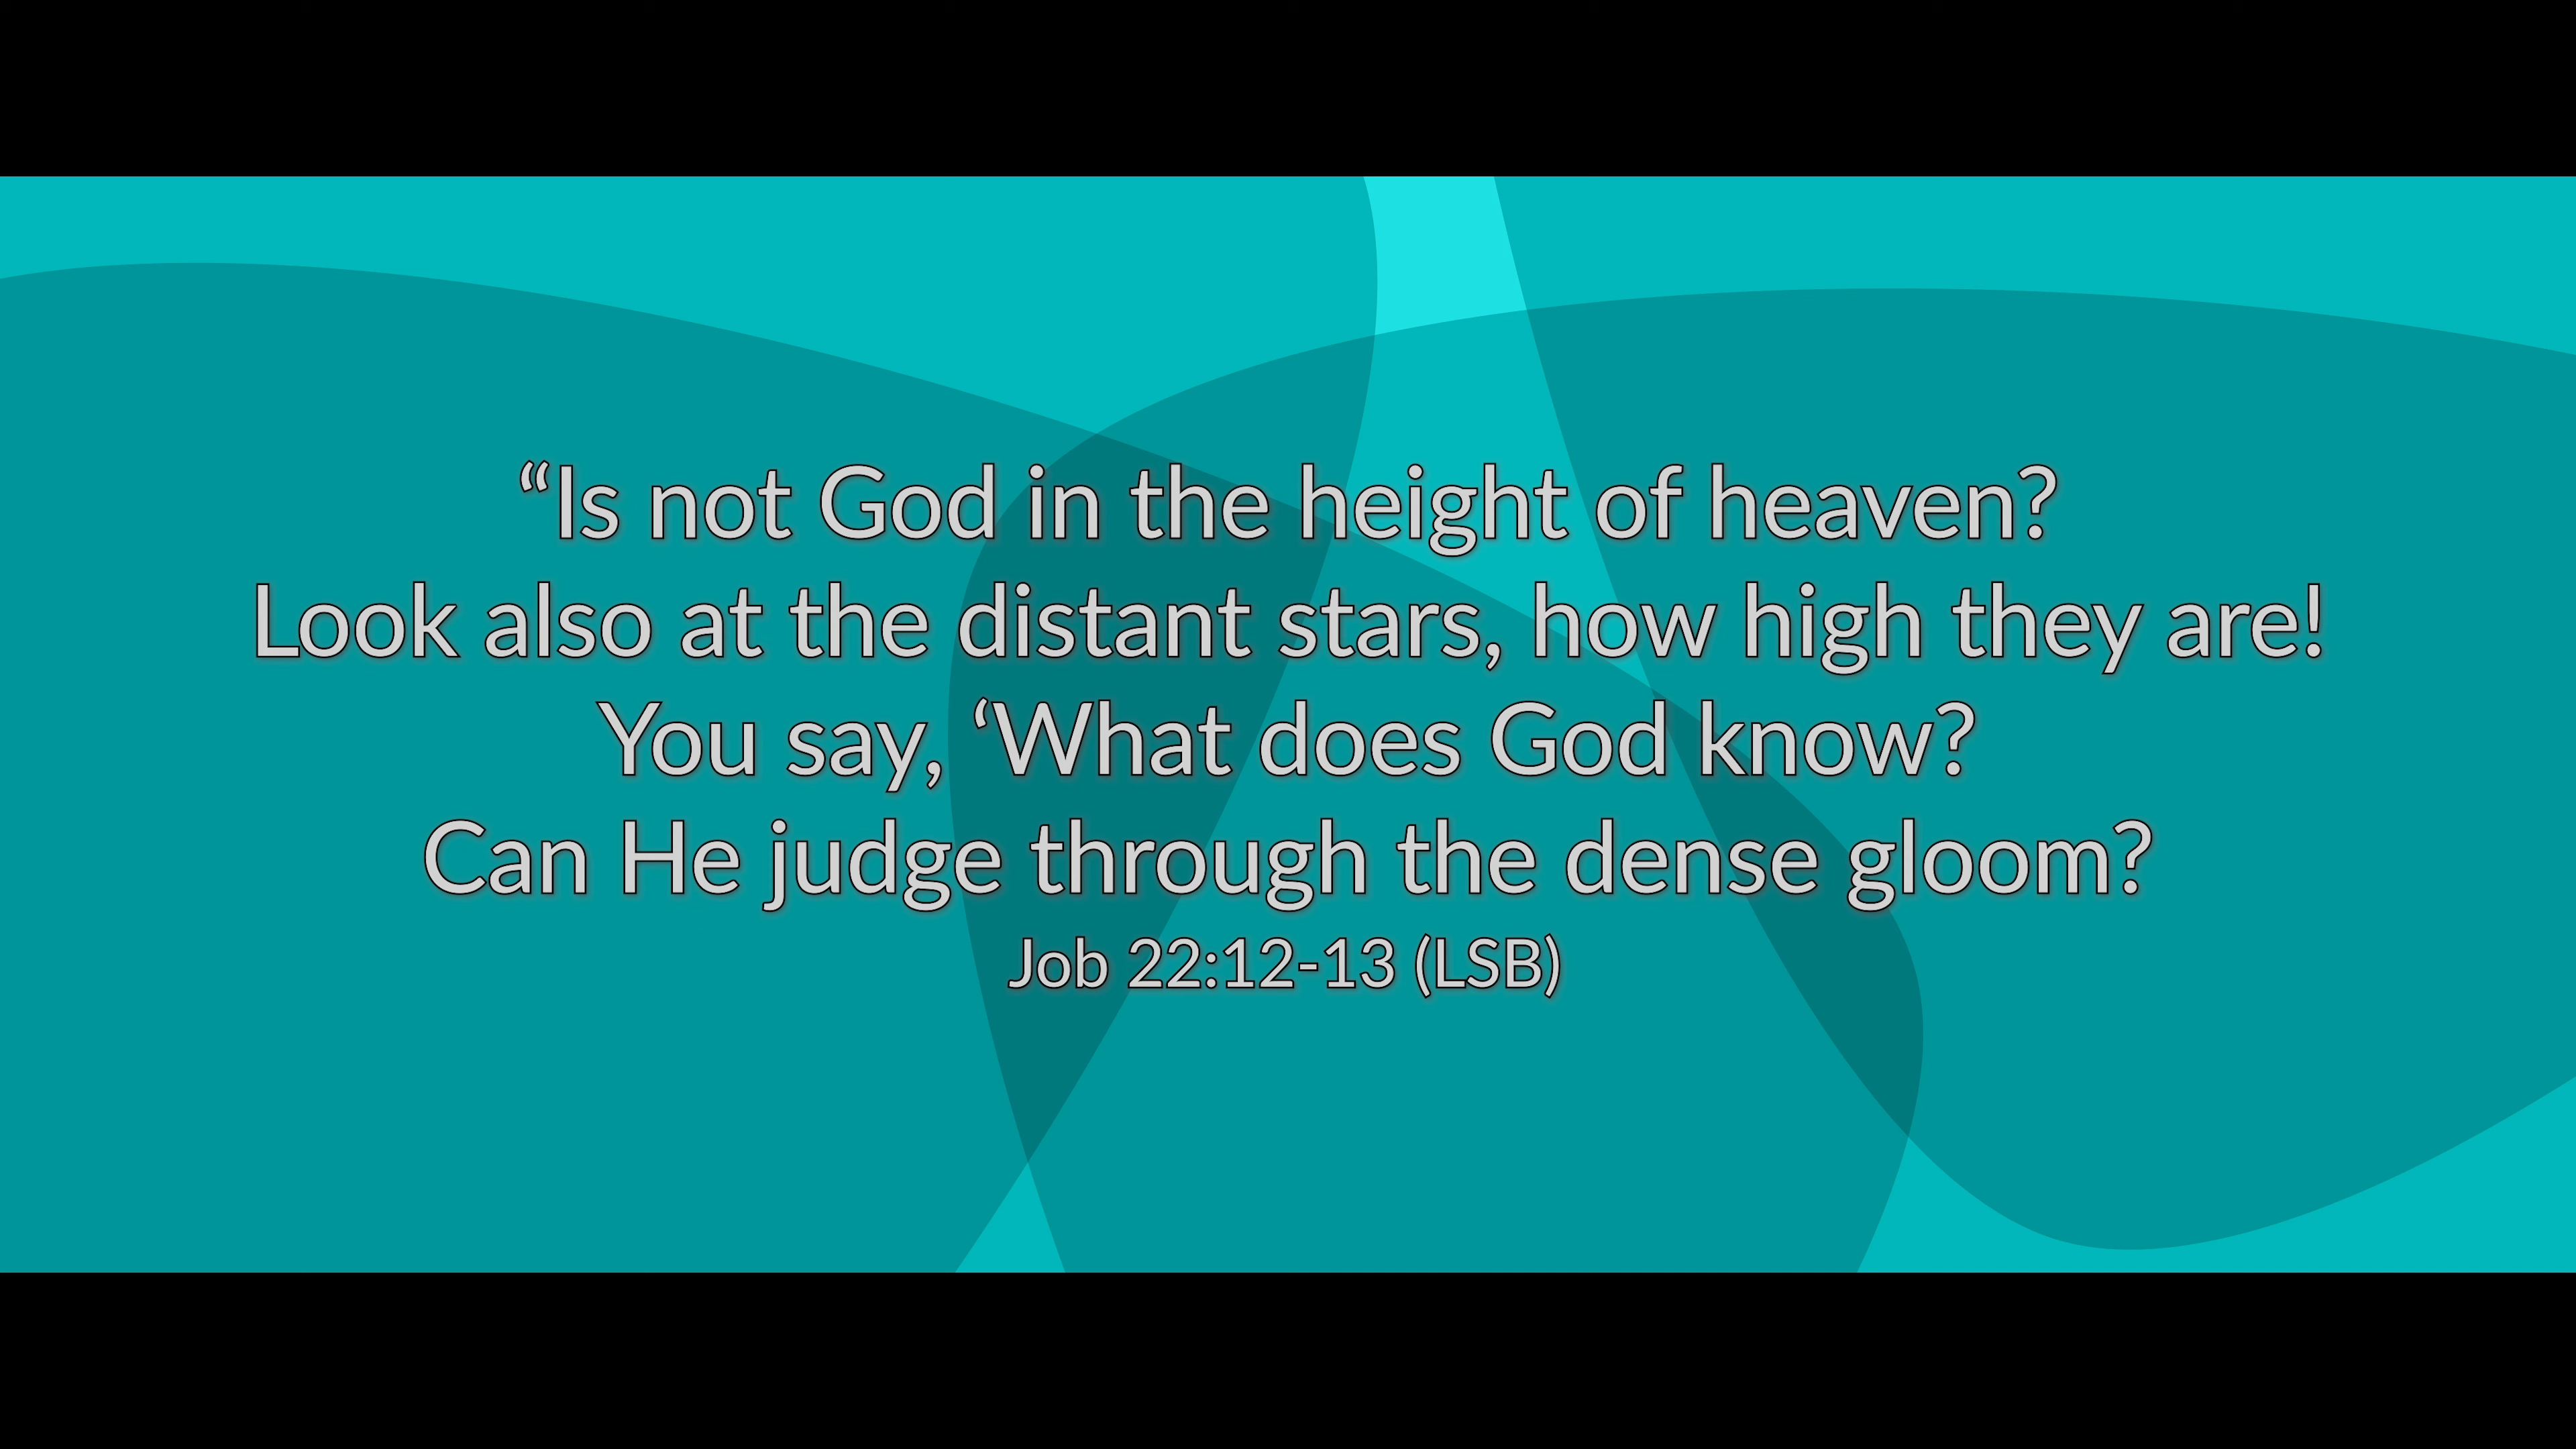 “Is not God in the height of heaven?
Look also at the distant stars, how high they are!
You say, ‘What does God know?
Can He judge through the dense gloom?
Job 22:12-13 (LSB)